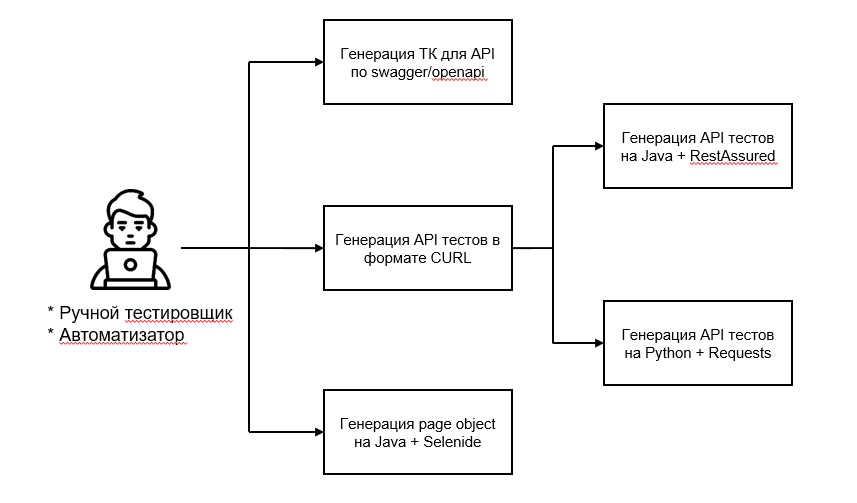 Генерация ТК для API
по swagger/openapi
Генерация API тестов
на Java + RestAssured
Генерация API тестов в
формате CURL
* Ручной тестировщик
* Автоматизатор
Генерация API тестов
на Python + Requests
Генерация page object
на Java + Selenide